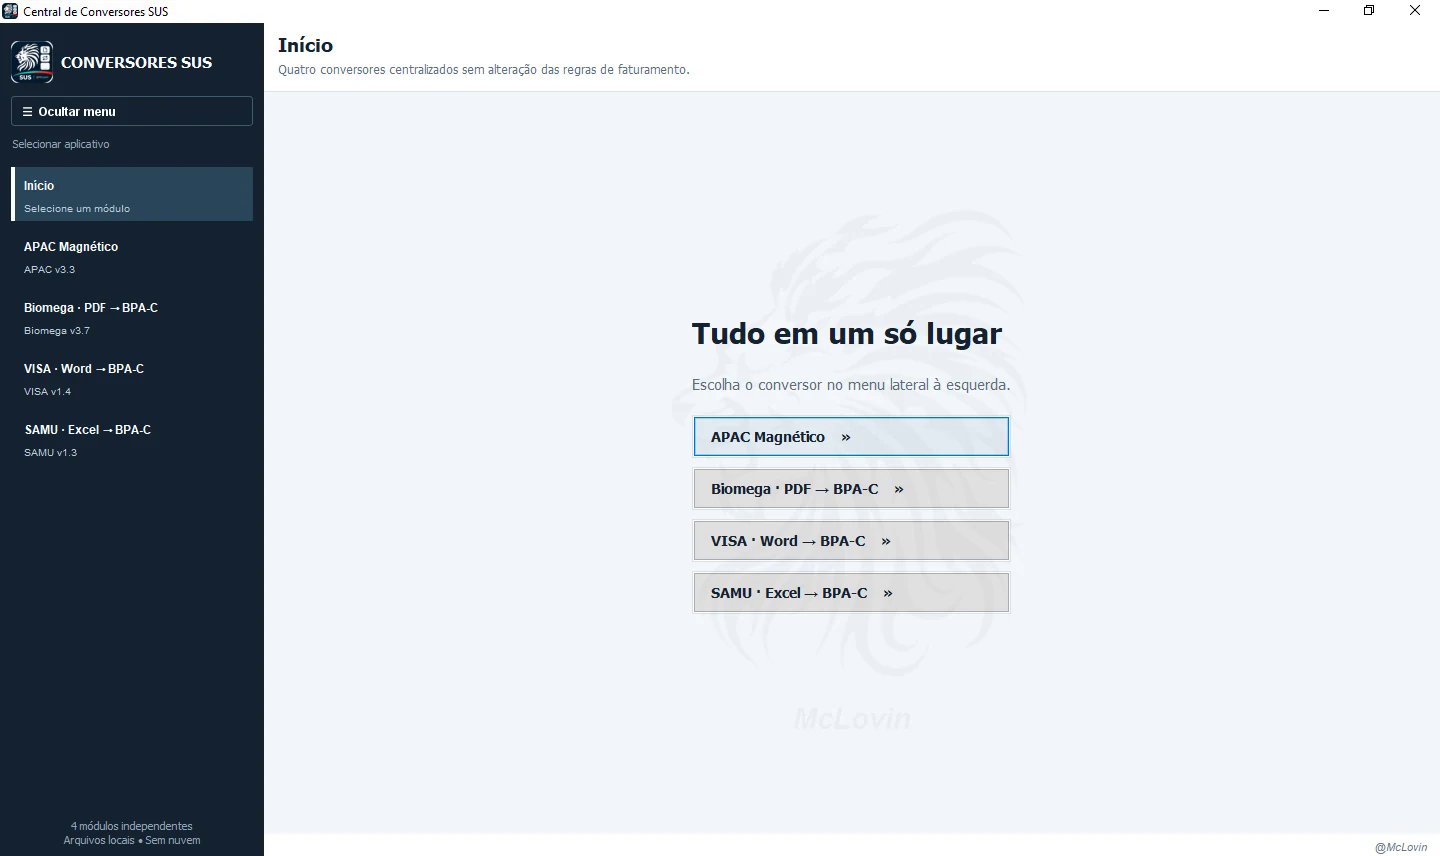 Central de Conversores SUS
CONVERSORES SUS
SUS
☰ Ocultar menu
Selecionar aplicativo
Início
Selecione um módulo
APAC Magnético
APAC v3.3
Biomega · PDF → BPA-C
Biomega v3.7
VISA · Word → BPA-C
VISA v1.4
SAMU · Excel → BPA-C
SAMU v1.3
4 módulos independentes
Arquivos locais • Sem nuvem
Início
Quatro conversores centralizados sem alteração das regras de faturamento.
Tudo em um só lugar
Escolha o conversor no menu lateral à esquerda.
APAC Magnético »
Biomega · PDF → BPA-C »
VISA · Word → BPA-C »
SAMU · Excel → BPA-C »
McLovin
@McLovin